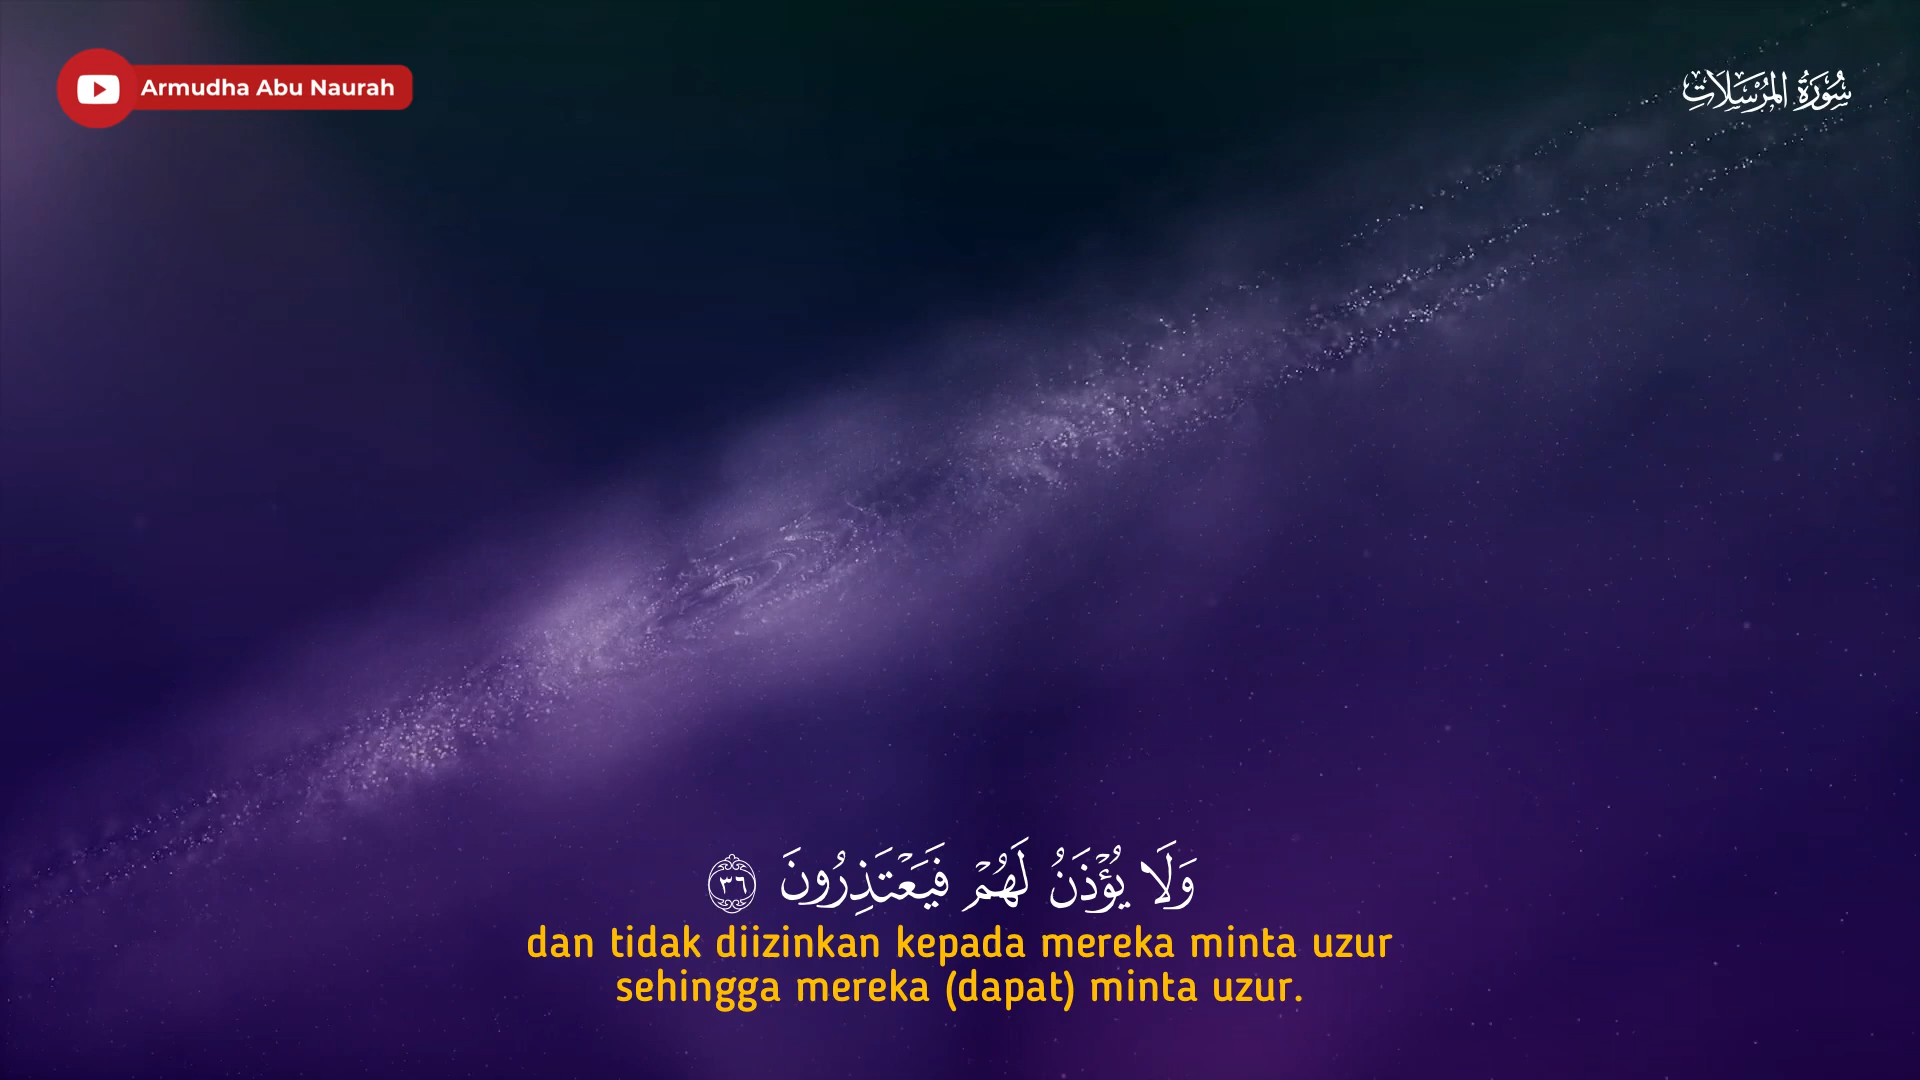 Armudha Abu Naurah
سُورَةُ المُرْسَلَاتِ
وَلَا يُؤْذَنُ لَهُمْ فَيَعْتَذِرُونَ ٣٦
dan tidak diizinkan kepada mereka minta uzur
sehingga mereka (dapat) minta uzur.